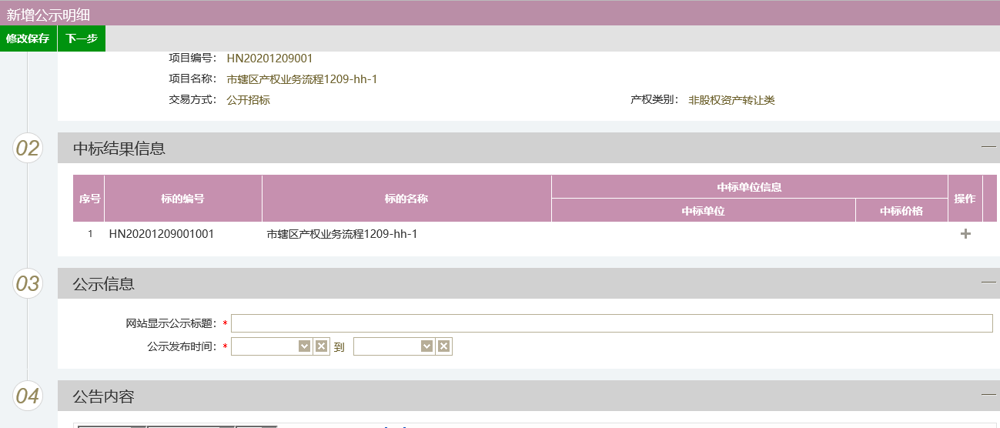 新增公示明细
修改保存 下一步
项目编号： HN20201209001
项目名称： 市辖区产权业务流程1209-hh-1
交易方式： 公开招标 产权类别： 非股权资产转让类
02 中标结果信息
序号 标的编号 标的名称 中标单位信息 操作
中标单位 中标价格
1 HN20201209001001 市辖区产权业务流程1209-hh-1
03 公示信息
网站显示公示标题：*
公示发布时间：* 到
04 公告内容